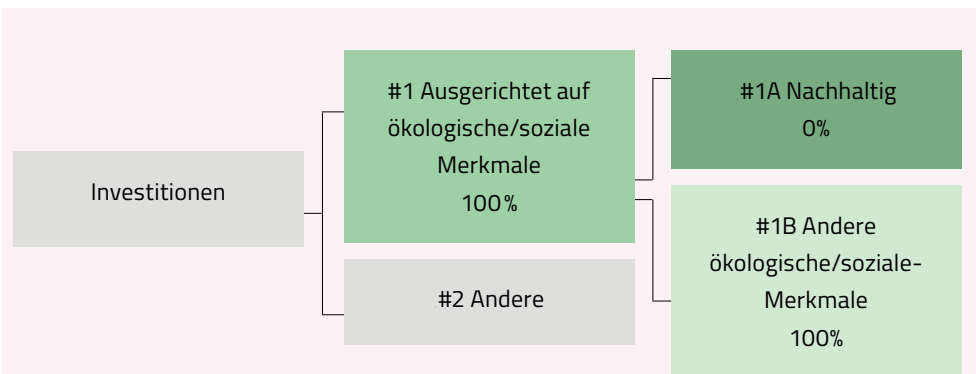 Investitionen
#1 Ausgerichtet auf
ökologische/soziale
Merkmale
100%
#2 Andere
#1A Nachhaltig
0%
#1B Andere
ökologische/soziale-
Merkmale
100%